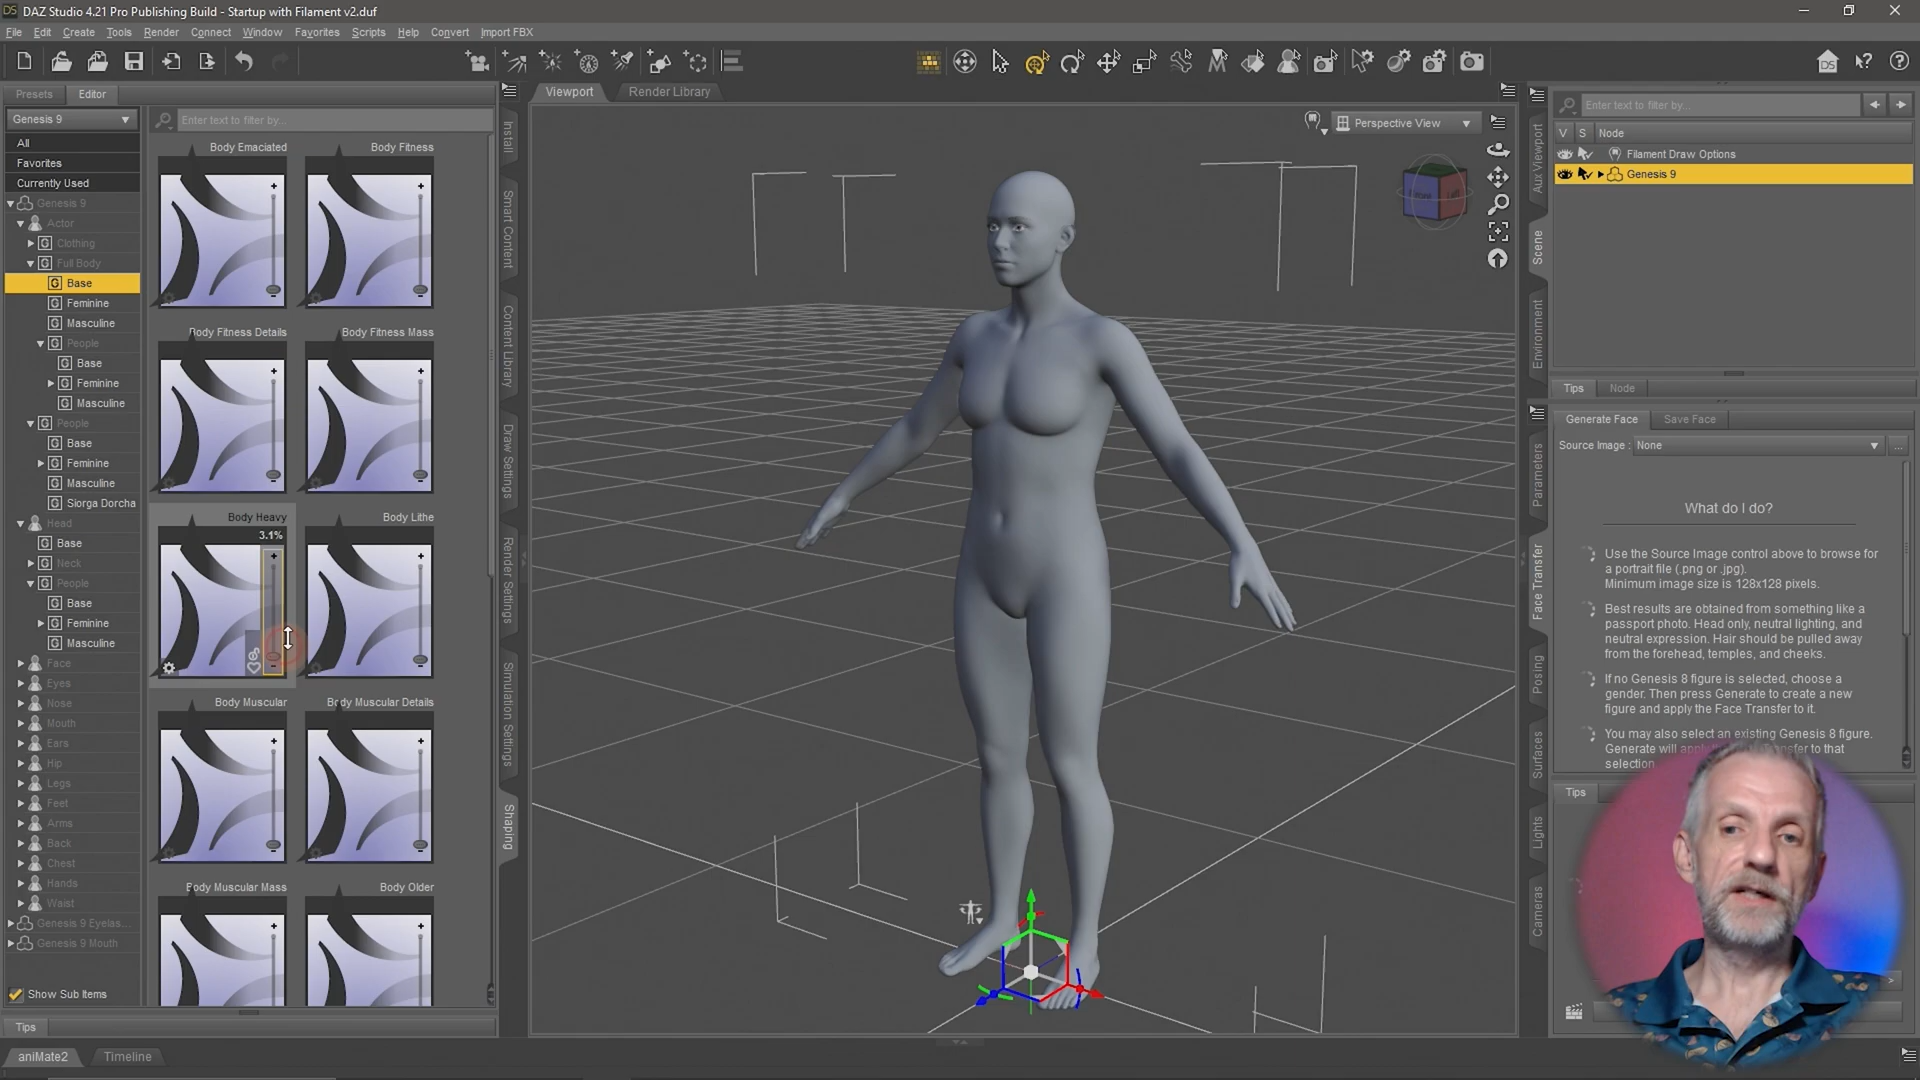 DAZ Studio 4.21 Pro Publishing Build - Startup with Filament v2.duf
File Edit Create Tools Render Connect Window Favorites Scripts Help Convert Import FBX
Presets Editor
Genesis 9
Enter text to filter by...
All
Favorites
Currently Used
Genesis 9
Actor
Clothing
Full Body
Base
Feminine
Masculine
People
Base
Feminine
Masculine
People
Base
Feminine
Masculine
Siorga Dorcha
Head
Base
Neck
People
Base
Feminine
Masculine
Face
Eyes
Nose
Mouth
Ears
Hip
Legs
Feet
Arms
Back
Chest
Hands
Waist
Genesis 9 Eyelas...
Genesis 9 Mouth
Show Sub Items
Tips
aniMate2 Timeline
Body Emaciated Body Fitness
Body Fitness Details Body Fitness Mass
Body Heavy Body Lithe
3.1%
Body Muscular Body Muscular Details
Body Muscular Mass Body Older
Install
Smart Content
Content Library
Draw Settings
Render Settings
Simulation Settings
Shaping
Viewport Render Library
Perspective View
Aux Viewport
Scene
Environment
Enter text to filter by...
V S Node
Filament Draw Options
Genesis 9
Tips Node
Parameters
Face Transfer
Posing
Surfaces
Lights
Cameras
Generate Face Save Face
Source Image : None
...
What do I do?
Use the Source Image control above to browse for
a portrait file (.png or .jpg).
Minimum image size is 128x128 pixels.
Best results are obtained from something like a
passport photo. Head only, neutral lighting, and
neutral expression. Hair should be pulled away
from the forehead, temples, and cheeks.
If no Genesis 8 figure is selected, choose a
gender. Then press Generate to create a new
figure and apply the Face Transfer to it.
You may also select an existing Genesis 8 figure.
Generate will to that
selection
Tips